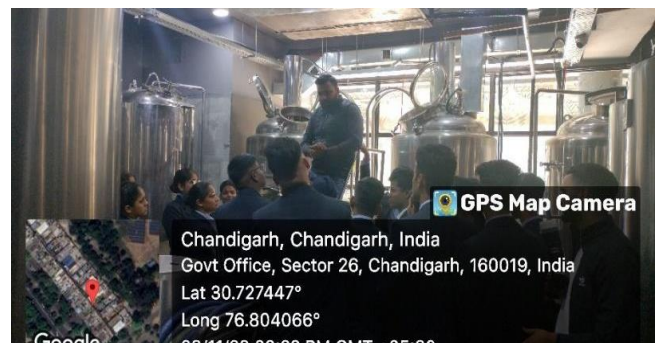 GPS Map Camera
Chandigarh, Chandigarh, India
Govt Office, Sector 26, Chandigarh, 160019, India
Lat 30.727447°
Long 76.804066°
Google